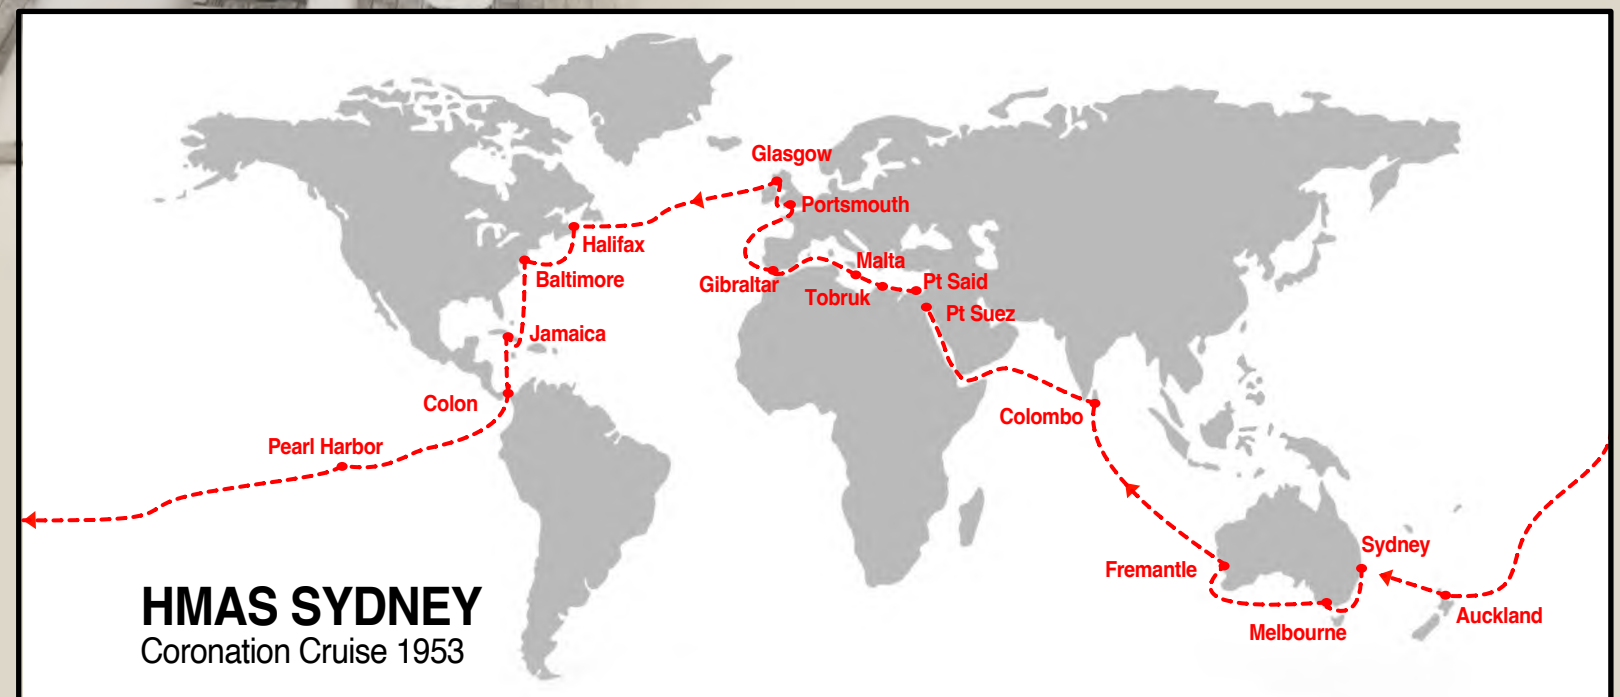 Glasgow
Portsmouth
Halifax
Baltimore
Gibraltar
Malta
Tobruk
Pt Said
Pt Suez
Jamaica
Colon
Colombo
Pearl Harbor
Sydney
Fremantle
Auckland
Melbourne
HMAS SYDNEY
Coronation Cruise 1953